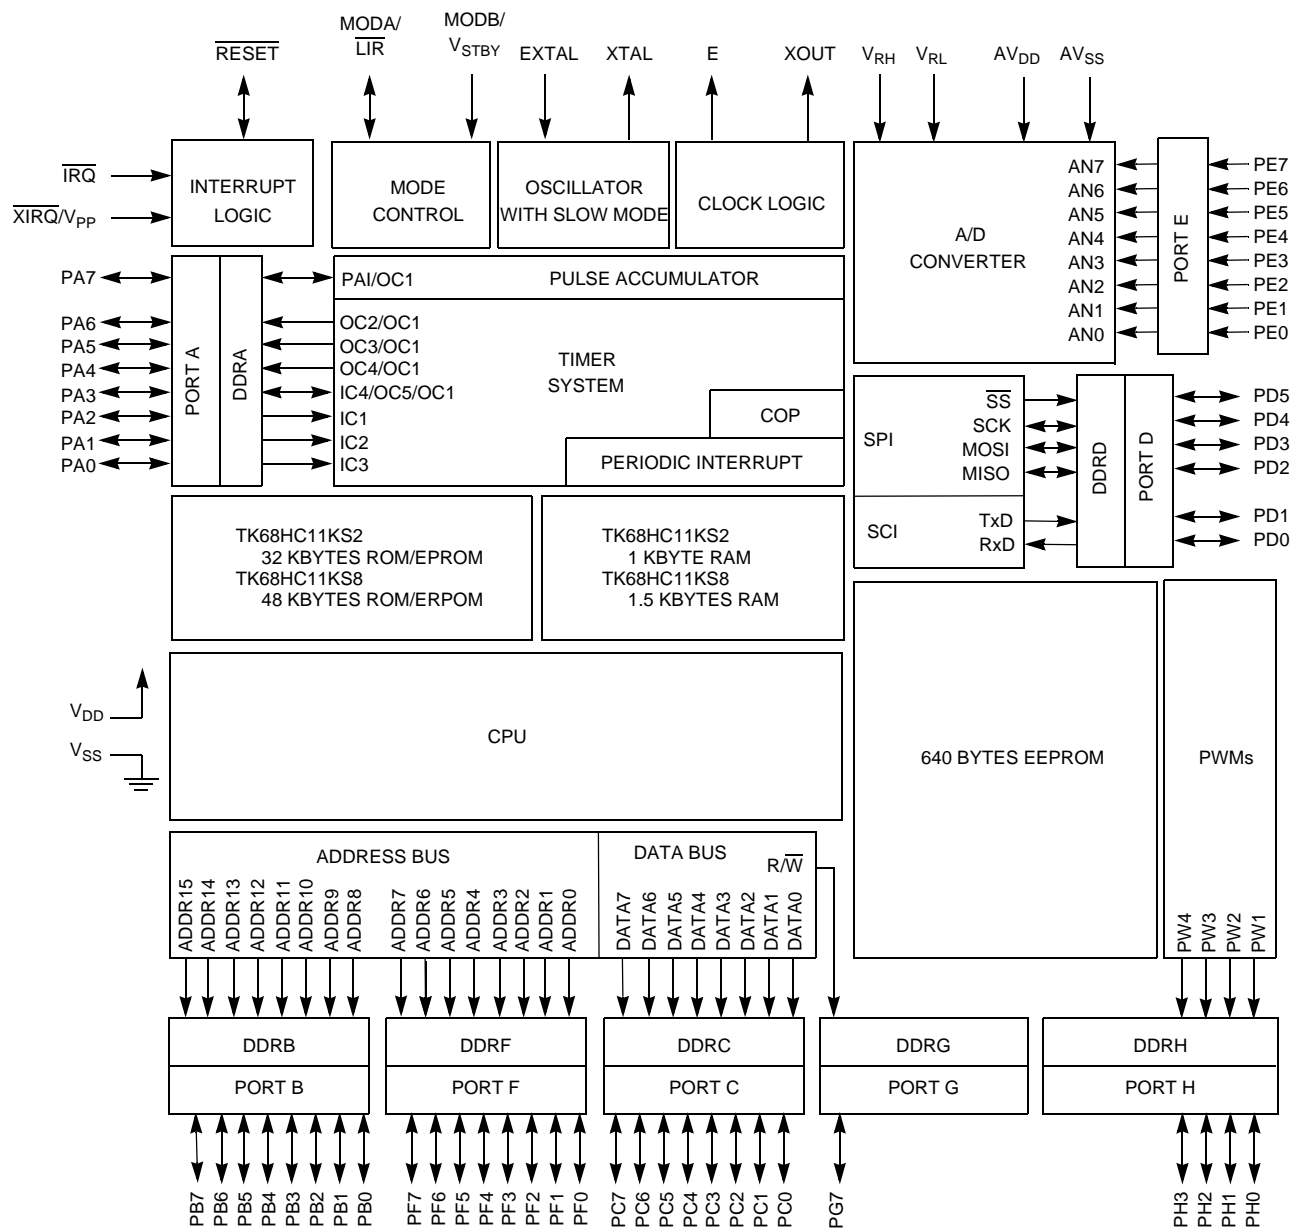 RESET
MODA/
LIR
MODB/
VSTBY
EXTAL
XTAL
E
XOUT
VRH
VRL
AVDD
AVSS
IRQ
XIRQ/VPP
INTERRUPT
LOGIC
MODE
CONTROL
OSCILLATOR
WITH SLOW MODE
CLOCK LOGIC
A/D
CONVERTER
AN7
AN6
AN5
AN4
AN3
AN2
AN1
AN0
PORT E
PE7
PE6
PE5
PE4
PE3
PE2
PE1
PE0
PA7
PA6
PA5
PA4
PA3
PA2
PA1
PA0
PORT A
DDRA
PAI/OC1
PULSE ACCUMULATOR
OC2/OC1
OC3/OC1
OC4/OC1
IC4/OC5/OC1
IC1
IC2
IC3
TIMER
SYSTEM
COP
PERIODIC INTERRUPT
SPI
SS
SCK
MOSI
MISO
SCI
TxD
RxD
DDRD
PORT D
PD5
PD4
PD3
PD2
PD1
PD0
TK68HC11KS2
32 KBYTES ROM/EPROM
TK68HC11KS8
48 KBYTES ROM/ERPOM
TK68HC11KS2
1 KBYTE RAM
TK68HC11KS8
1.5 KBYTES RAM
VDD
VSS
CPU
640 BYTES EEPROM
PWMs
PW4
PW3
PW2
PW1
ADDRESS BUS
ADDR15
ADDR14
ADDR13
ADDR12
ADDR11
ADDR10
ADDR9
ADDR8
ADDR7
ADDR6
ADDR5
ADDR4
ADDR3
ADDR2
ADDR1
ADDR0
DATA BUS
R/W
DATA7
DATA6
DATA5
DATA4
DATA3
DATA2
DATA1
DATA0
DDRB
PORT B
DDRF
PORT F
DDRC
PORT C
DDRG
PORT G
DDRH
PORT H
PB7
PB6
PB5
PB4
PB3
PB2
PB1
PB0
PF7
PF6
PF5
PF4
PF3
PF2
PF1
PF0
PC7
PC6
PC5
PC4
PC3
PC2
PC1
PC0
PG7
PH3
PH2
PH1
PH0